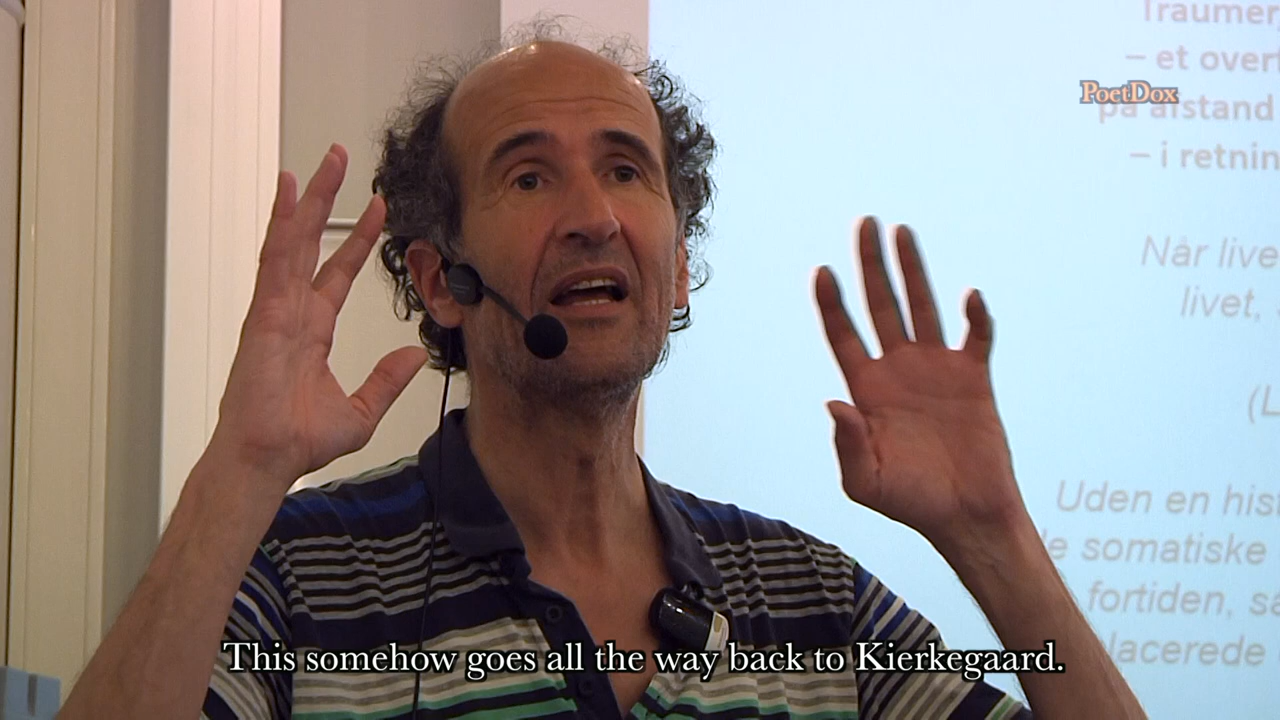 Traumer,
– et over
PoetDox
på afstand
– i retnin
Når live
livet,
(L
Uden en his
e somatiske
fortiden, s
lacerede
This somehow goes all the way back to Kierkegaard.